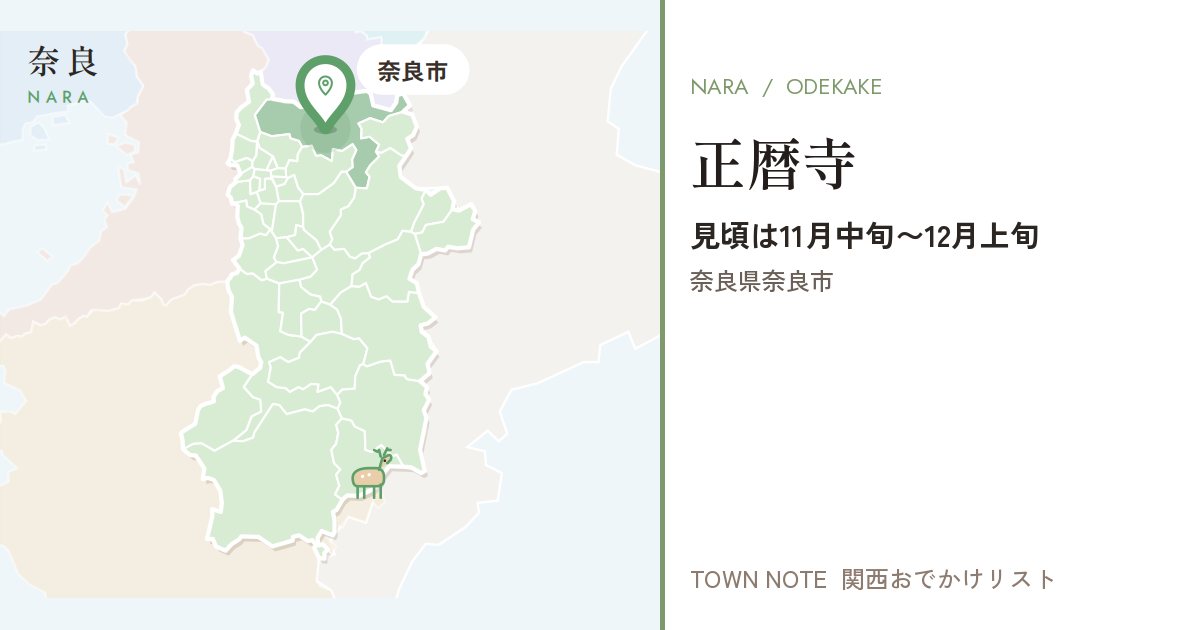 奈良
NARA
奈良市
NARA / ODEKAKE
正暦寺
見頃は11月中旬〜12月上旬
奈良県奈良市
TOWN NOTE 関西おでかけリスト